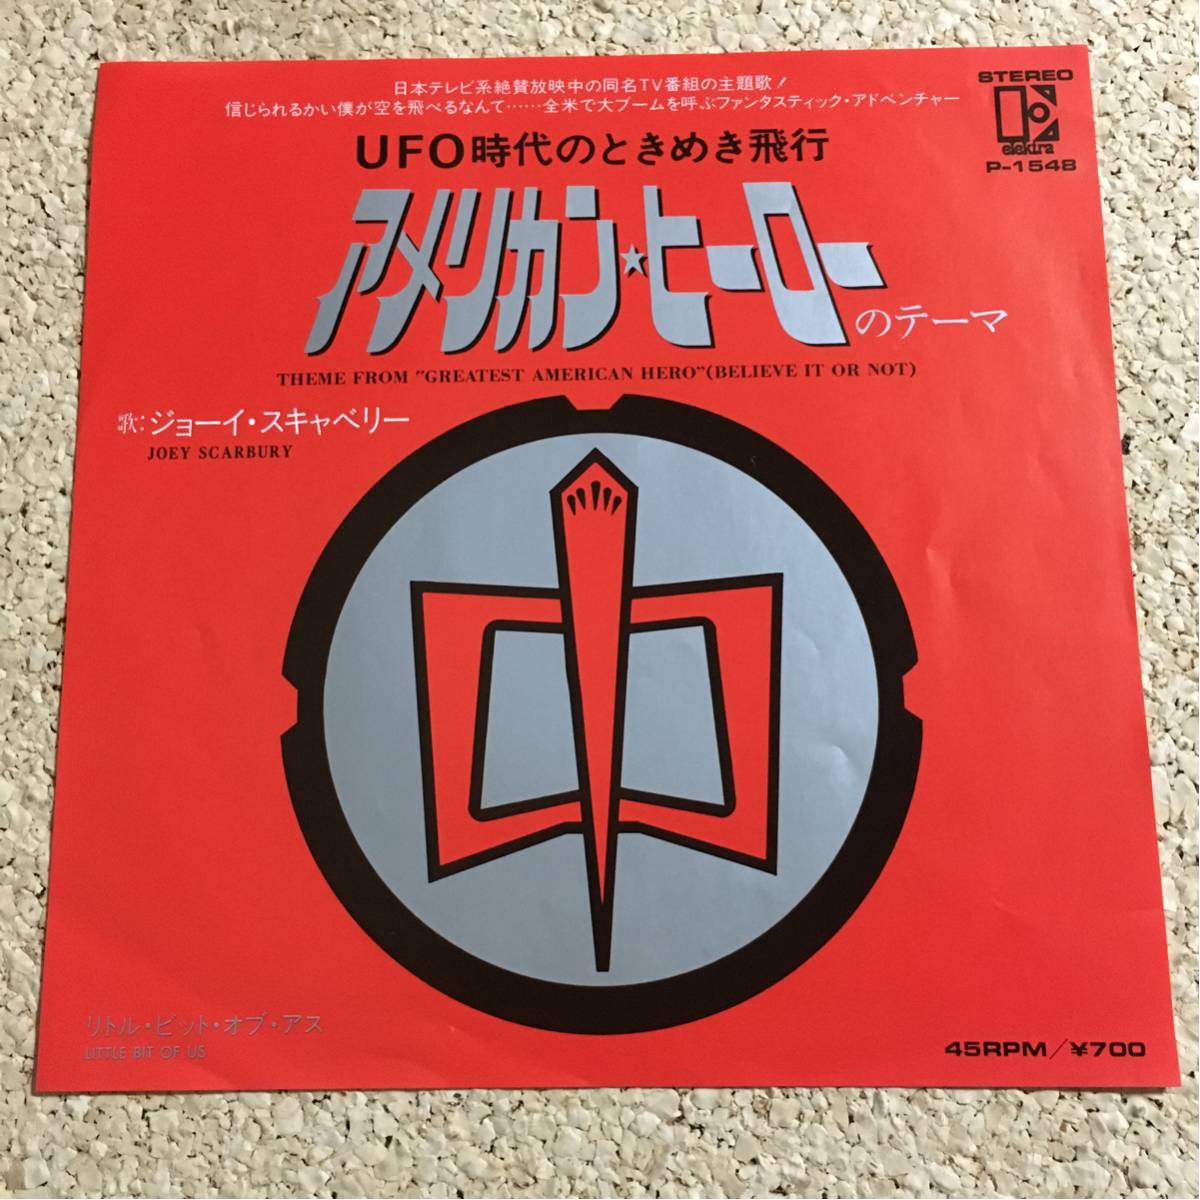 日本テレビ系絶賛放映中の同名TV番組の主題歌！
信じられるかい僕が空を飛べるなんて……全米で大ブームを呼ぶファンタスティック・アドベンチャー
STEREO
elektra
P-1548
UFO時代のときめき飛行
アメリカン★ヒーローのテーマ
THEME FROM "GREATEST AMERICAN HERO"(BELIEVE IT OR NOT)
歌:ジョーイ・スキャベリー
JOEY SCARBURY
リトル・ビット・オブ・アス
LITTLE BIT OF US
45RPM/¥700